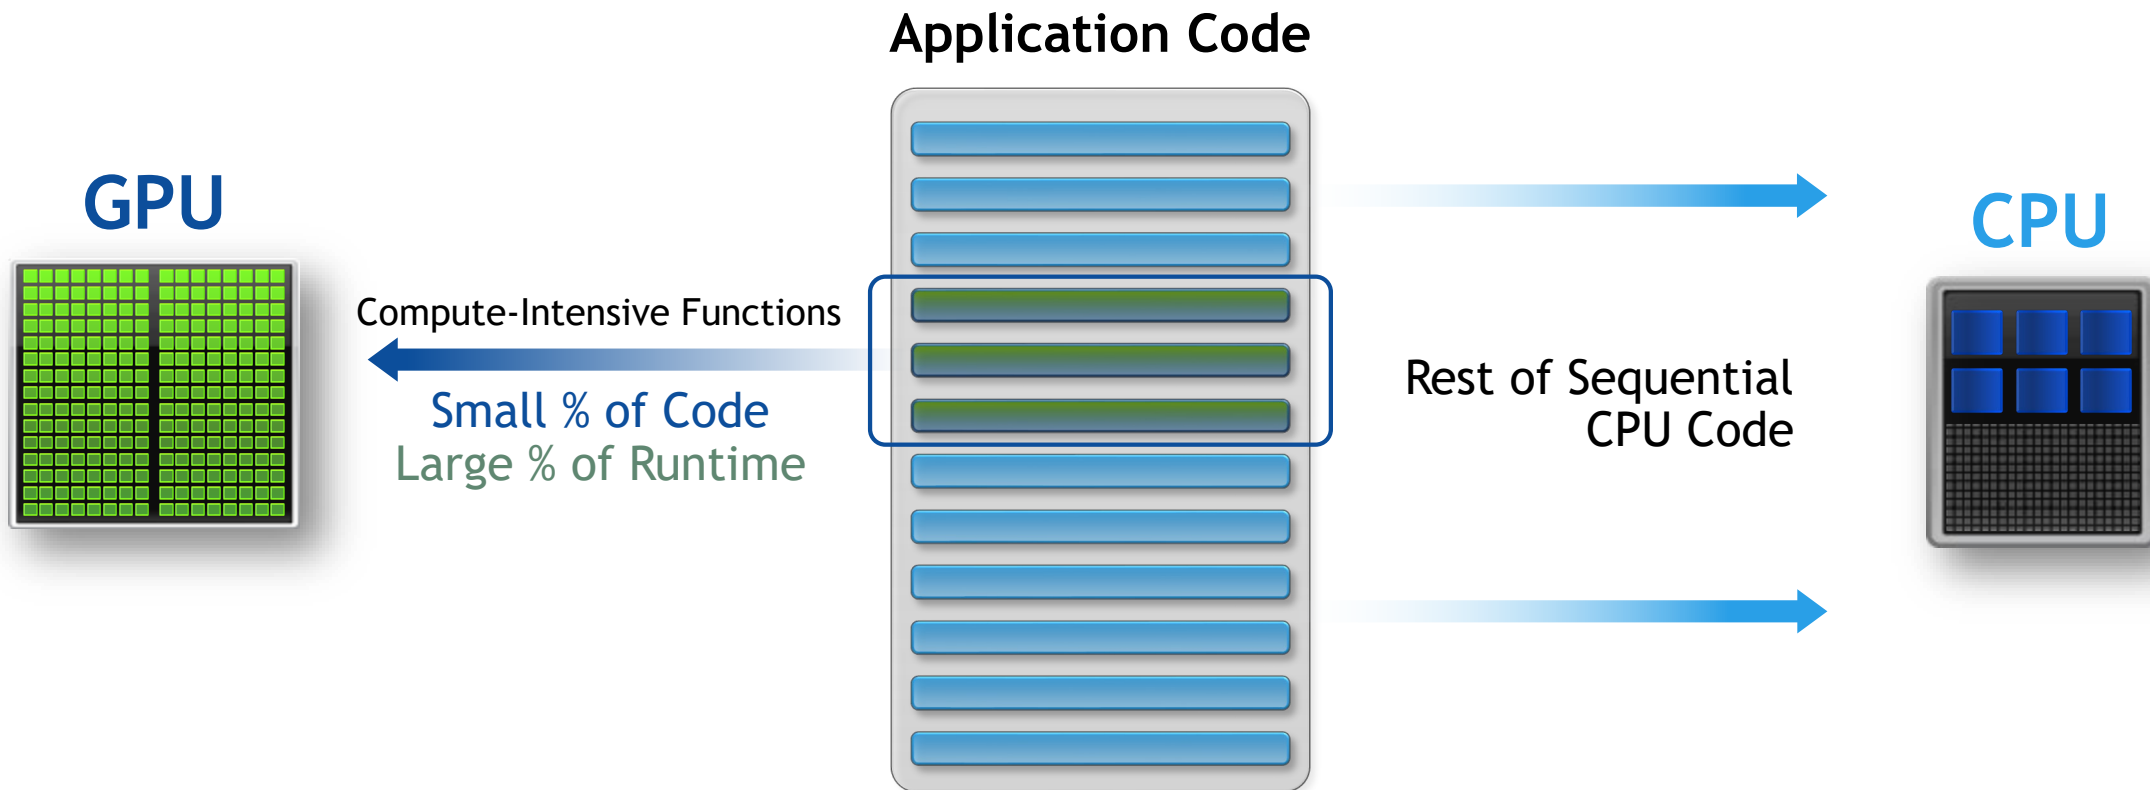 Application Code
GPU
Compute-Intensive Functions
Small % of Code
Large % of Runtime
Rest of Sequential
CPU Code
CPU